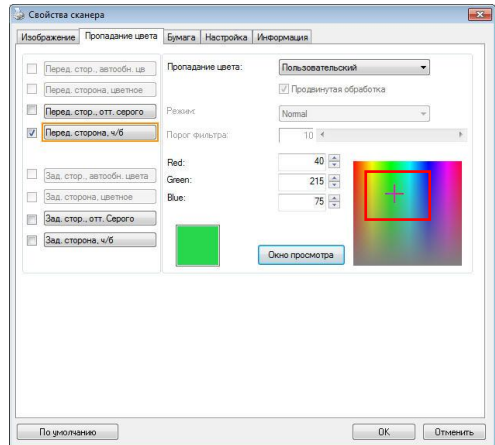 Свойства сканера
Изображение Пропадание цвета Бумага Настройка Информация
Перед. стор., автообн. цв
Перед. сторона, цветное
Перед. стор., отт. серого
Перед. сторона, ч/б
Зад. стор., автообн. цвета
Зад. сторона, цветное
Зад. стор., отт. Серого
Зад. сторона, ч/б
Пропадание цвета: Пользовательский
Продвинутая обработка
Режим: Normal
Порог фильтра: 10
Red: 40
Green: 215
Blue: 75
Окно просмотра
По умолчанию OK Отменить